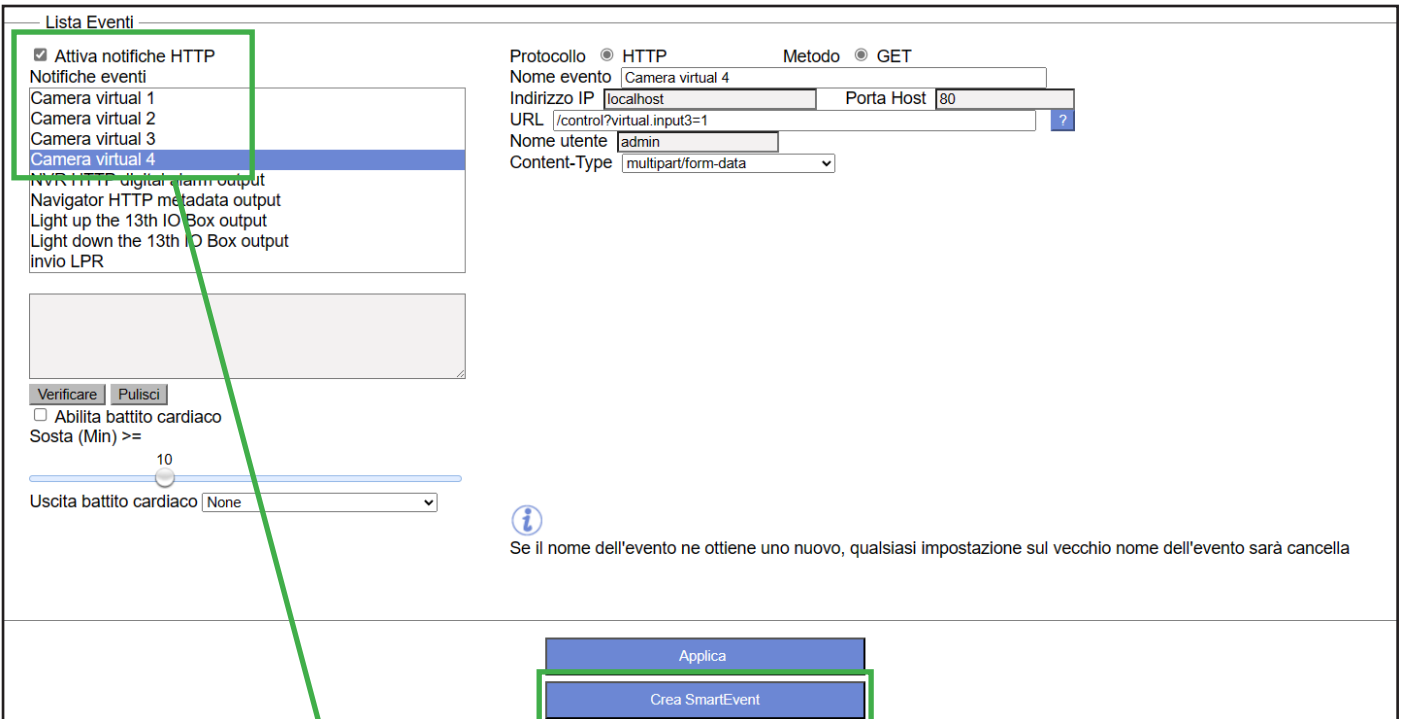 Lista Eventi
Attiva notifiche HTTP
Notifiche eventi
Camera virtual 1
Camera virtual 2
Camera virtual 3
Camera virtual 4
NVR HTTP digital alarm output
Navigator HTTP metadata output
Light up the 13th IO Box output
Light down the 13th IO Box output
invio LPR
Verificare Pulisci
Abilita battito cardiaco
Sosta (Min) >=
10
Uscita battito cardiaco None
Protocollo HTTP Metodo GET
Nome evento Camera virtual 4
Indirizzo IP localhost Porta Host 80
URL /control?virtual.input3=1 ?
Nome utente admin
Content-Type multipart/form-data
i
Se il nome dell'evento ne ottiene uno nuovo, qualsiasi impostazione sul vecchio nome dell'evento sarà cancella
Applica
Crea SmartEvent